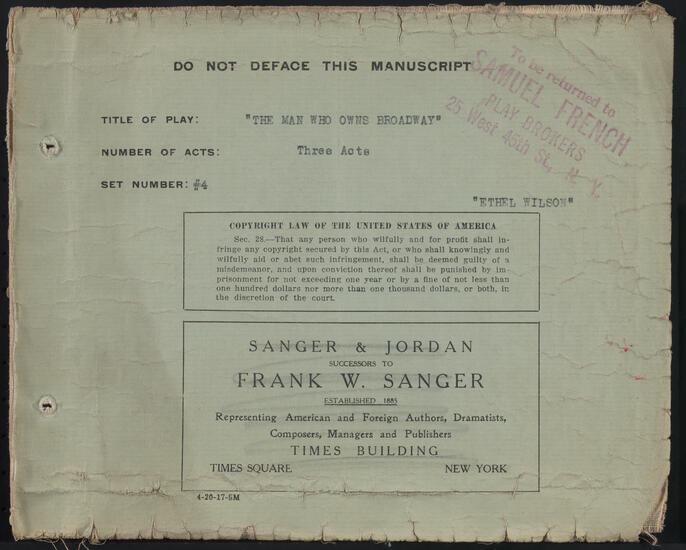 DO NOT DEFACE THIS MANUSCRIPT
To be returned to
SAMUEL FRENCH
PLAY BROKERS
25 West 45th St., N. Y.
TITLE OF PLAY: "THE MAN WHO OWNS BROADWAY"
NUMBER OF ACTS: Three Acts
SET NUMBER: #4
"ETHEL WILSON"
COPYRIGHT LAW OF THE UNITED STATES OF AMERICA
Sec. 28.—That any person who wilfully and for profit shall in-
fringe any copyright secured by this Act, or who shall knowingly and
wilfully aid or abet such infringement, shall be deemed guilty of a
misdemeanor, and upon conviction thereof shall be punished by im-
prisonment for not exceeding one year or by a fine of not less than
one hundred dollars nor more than one thousand dollars, or both, in
the discretion of the court.
SANGER & JORDAN
SUCCESSORS TO
FRANK W. SANGER
ESTABLISHED 1885
Representing American and Foreign Authors, Dramatists,
Composers, Managers and Publishers
TIMES BUILDING
TIMES SQUARE NEW YORK
4-20-17-5M